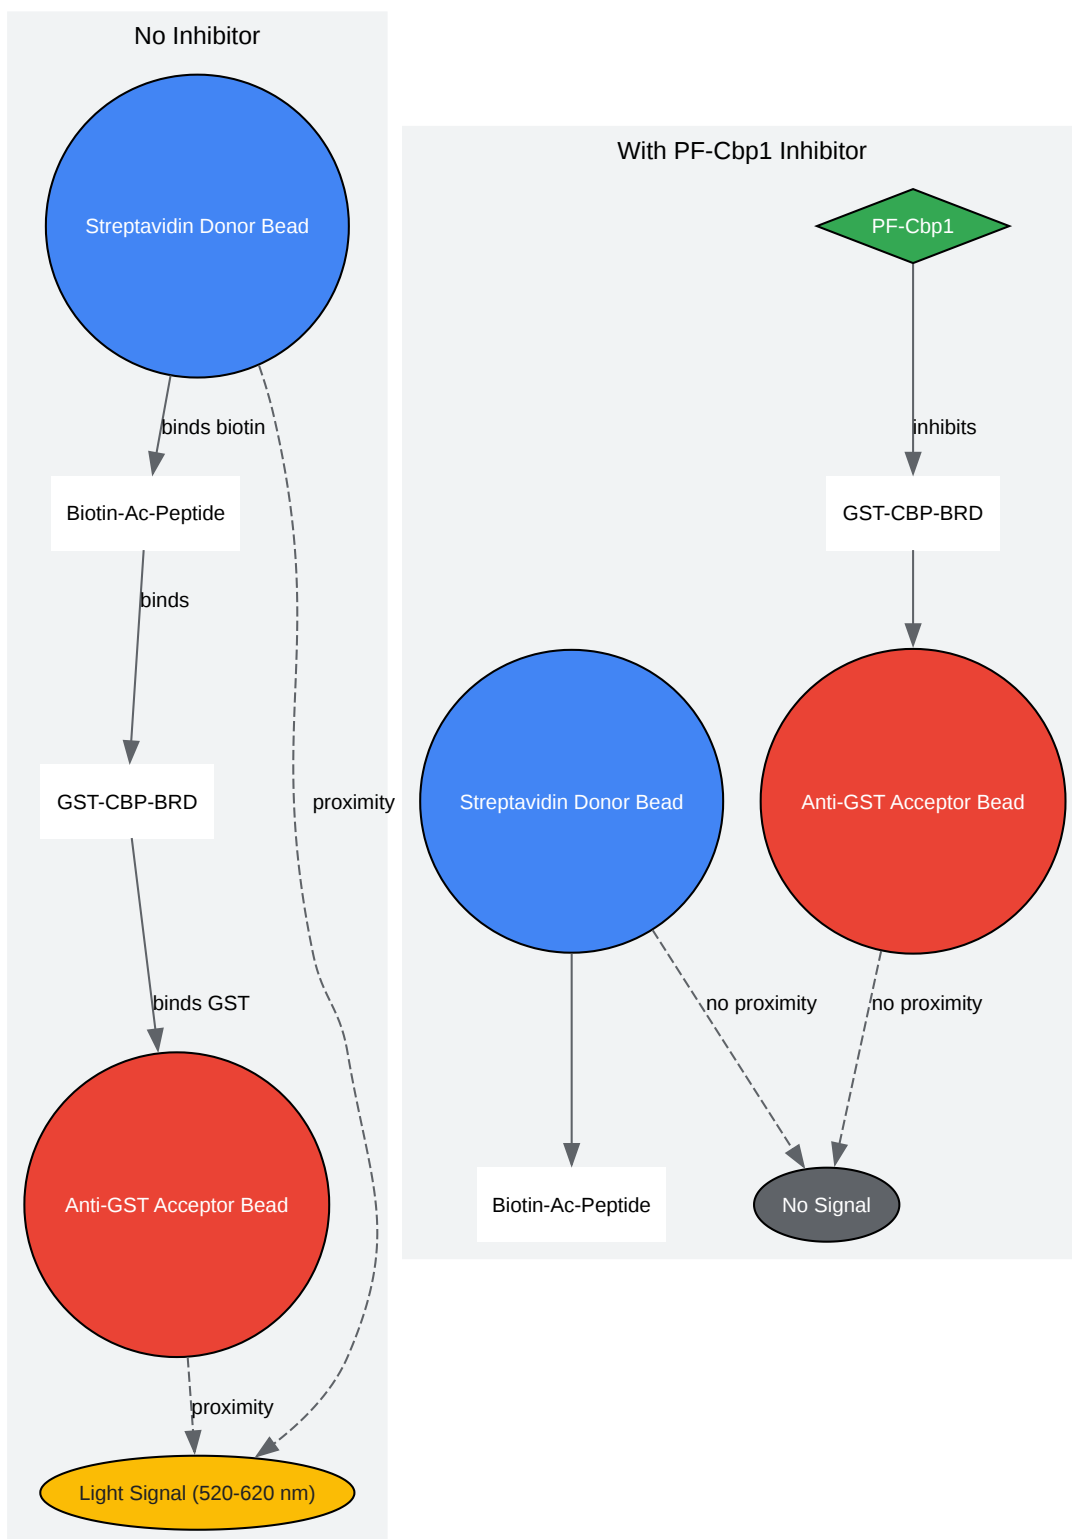 No Inhibitor
Streptavidin Donor Bead
binds biotin
Biotin-Ac-Peptide
binds
GST-CBP-BRD
proximity
binds GST
Anti-GST Acceptor Bead
proximity
Light Signal (520-620 nm)
With PF-Cbp1 Inhibitor
PF-Cbp1
inhibits
GST-CBP-BRD
Streptavidin Donor Bead
Anti-GST Acceptor Bead
no proximity
no proximity
Biotin-Ac-Peptide
No Signal